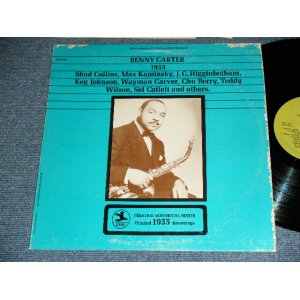 BENNY CARTER
1933
Shad Collins, Max Kaminsky, J.C. Higginbotham,
Keg Johnson, Wayman Carver, Chu Berry, Teddy
Wilson, Sid Catlett and others.
PRESTIGE HISTORICAL SERIES
Original 1933 Recordings